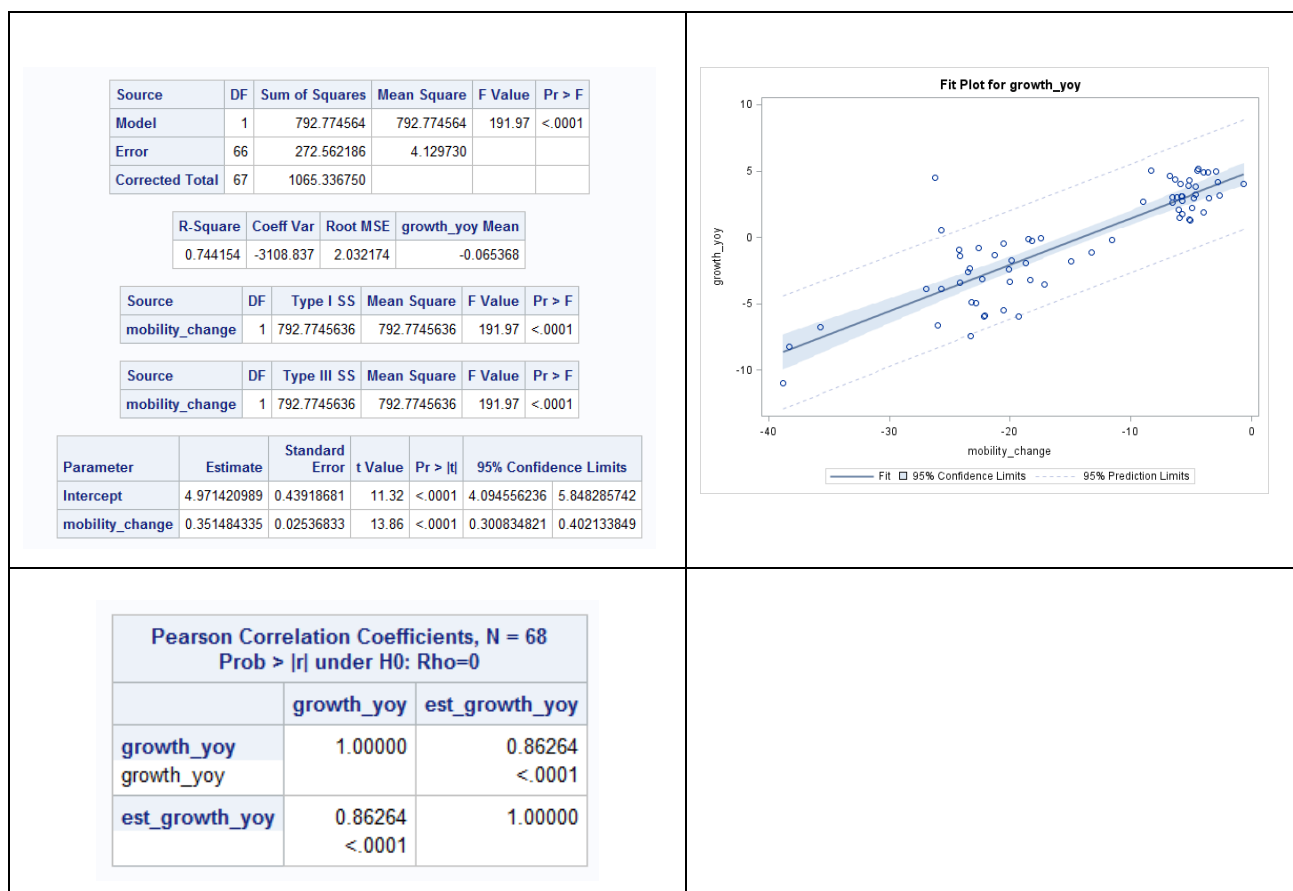 Source DF Sum of Squares Mean Square F Value Pr > F
Model 1 792.774564 792.774564 191.97 <.0001
Error 66 272.562186 4.129730
Corrected Total 67 1065.336750
R-Square Coeff Var Root MSE growth_yoy Mean
0.744154 -3108.837 2.032174 -0.065368
Source DF Type I SS Mean Square F Value Pr > F
mobility_change 1 792.7745636 792.7745636 191.97 <.0001
Source DF Type III SS Mean Square F Value Pr > F
mobility_change 1 792.7745636 792.7745636 191.97 <.0001
Parameter Estimate Standard Error t Value Pr > |t| 95% Confidence Limits
Intercept 4.971420989 0.43918681 11.32 <.0001 4.094556236 5.848285742
mobility_change 0.351484335 0.02536833 13.86 <.0001 0.300834821 0.402133849
Fit Plot for growth_yoy
10
5
0
-5
-10
growth_yoy
-40 -30 -20 -10 0
mobility_change
Fit 95% Confidence Limits 95% Prediction Limits
Pearson Correlation Coefficients, N = 68
Prob > |r| under H0: Rho=0
growth_yoy est_growth_yoy
growth_yoy 1.00000 0.86264
growth_yoy <.0001
est_growth_yoy 0.86264 1.00000
<.0001